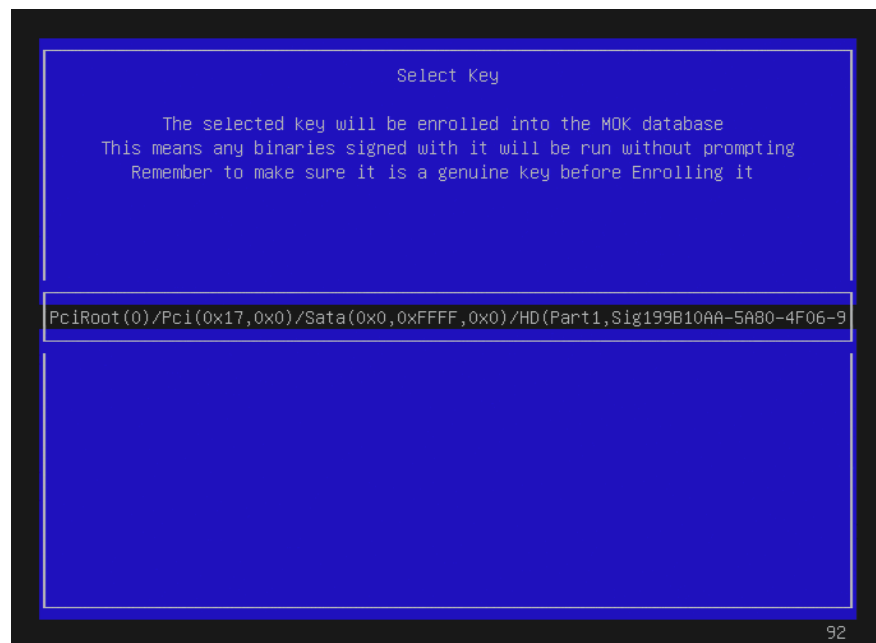 Select Key
The selected key will be enrolled into the MOK database
This means any binaries signed with it will be run without prompting
Remember to make sure it is a genuine key before Enrolling it
PciRoot(0)/Pci(0x17,0x0)/Sata(0x0,0xFFFF,0x0)/HD(Part1,Sig199B10AA-5A80-4F06-9
92